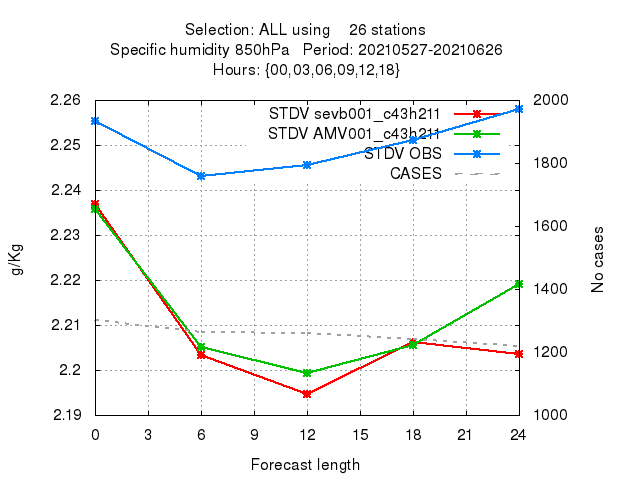 Selection: ALL using    26 stations
Specific humidity 850hPa   Period: 20210527-20210626
Hours: {00,03,06,09,12,18}
STDV sevb001_c43h211
STDV AMV001_c43h211
STDV OBS
CASES
2.26
2.25
2.24
2.23
2.22
2.21
2.2
2.19
2000
1800
1600
1400
1200
1000
g/Kg
No cases
0 3 6 9 12 15 18 21 24
Forecast length